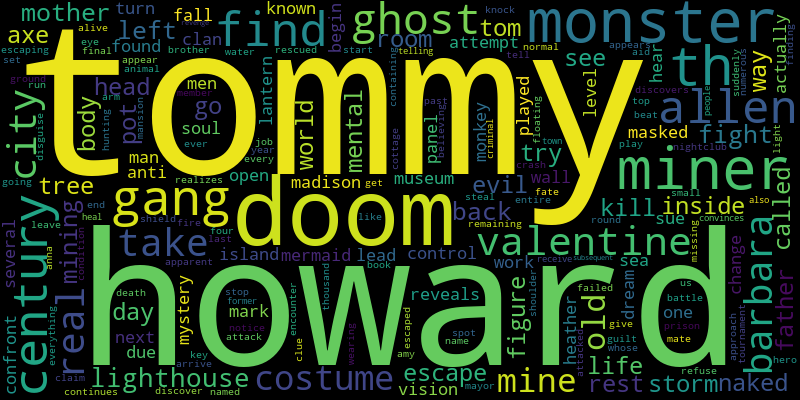 mother turn known begin ghost tom monster
axe fall clan left found room attempt find see th
alive eye final brother water rescued start telling normal appears knock
escaping appear animal lantern world mental containing played hear level aid way suddenly numerous finding
set ground run tommy actually
city disguise body men head bot go soul ever member mansion hunting arm cottage past panel monkey criminal floating discovers allen top beat people
man job year every believing tell masked fight town play nightclub light
tree anti realizes open museum try wall miner
going madison get crash evil kill sue small convinces also
century end leave heal gang shield fire like steal fate entire inside called
several mining condition four last doom back remaining round valentine barbara change father
real take island mermaid lead control work sea storm missing
confront anna everything day death mystery apparent stop former thousand book reveals figure shoulder receive subsequent dream us one prison battle approach tournament
next due mark notice attack encounter howard spot name heather failed old give guilt whose mate
claim key arrive clue escaped wearing amy escape mine attacked life refuse hero
continues lighthouse discover named costume mayor vision rest naked